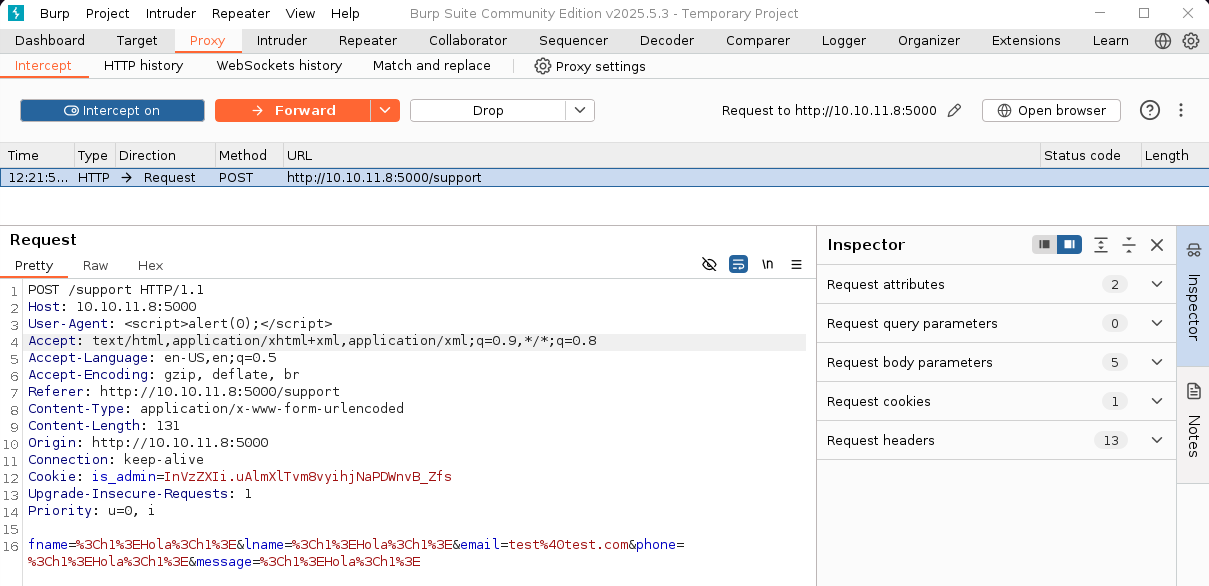 Burp Project Intruder Repeater View Help Burp Suite Community Edition v2025.5.3 - Temporary Project
Dashboard Target Proxy Intruder Repeater Collaborator Sequencer Decoder Comparer Logger Organizer Extensions Learn
Intercept HTTP history WebSockets history Match and replace Proxy settings
Intercept on → Forward Drop Request to http://10.10.11.8:5000 Open browser ?
Time Type Direction Method URL Status code Length
12:21:5... HTTP → Request POST http://10.10.11.8:5000/support
Request
Pretty Raw Hex \n
1 POST /support HTTP/1.1
2 Host: 10.10.11.8:5000
3 User-Agent: <script>alert(0);</script>
4 Accept: text/html,application/xhtml+xml,application/xml;q=0.9,*/*;q=0.8
5 Accept-Language: en-US,en;q=0.5
6 Accept-Encoding: gzip, deflate, br
7 Referer: http://10.10.11.8:5000/support
8 Content-Type: application/x-www-form-urlencoded
9 Content-Length: 131
10 Origin: http://10.10.11.8:5000
11 Connection: keep-alive
12 Cookie: is_admin=InVzZXIi.uAlmXlTvm8vyihjNaPDWnvB_Zfs
13 Upgrade-Insecure-Requests: 1
14 Priority: u=0, i
15
16 fname=%3Ch1%3EHola%3Ch1%3E&lname=%3Ch1%3EHola%3Ch1%3E&email=test%40test.com&phone=
%3Ch1%3EHola%3Ch1%3E&message=%3Ch1%3EHola%3Ch1%3E
Inspector
Request attributes 2
Request query parameters 0
Request body parameters 5
Request cookies 1
Request headers 13
Inspector
Notes